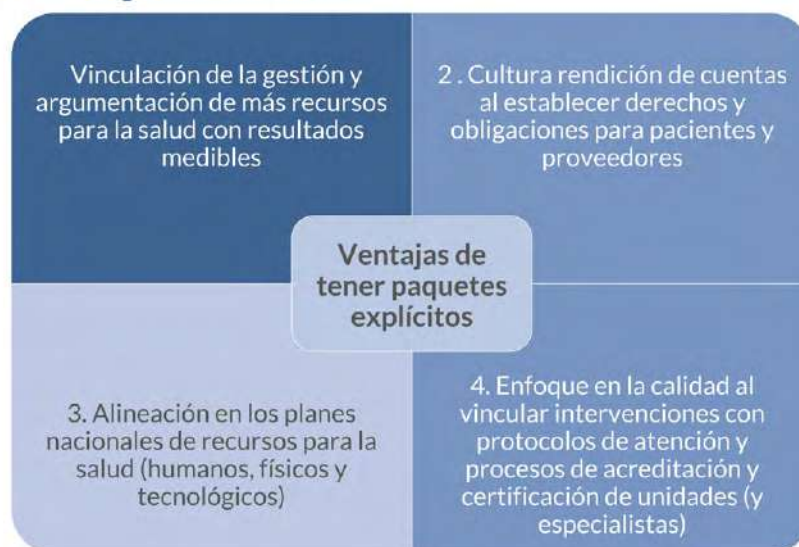 Vinculación de la gestión y
argumentación de más recursos
para la salud con resultados
medibles
2 . Cultura rendición de cuentas
al establecer derechos y
obligaciones para pacientes y
proveedores
Ventajas de
tener paquetes
explícitos
3. Alineación en los planes
nacionales de recursos para la
salud (humanos, físicos y
tecnológicos)
4. Enfoque en la calidad al
vincular intervenciones con
protocolos de atención y
procesos de acreditación y
certificación de unidades (y
especialistas)